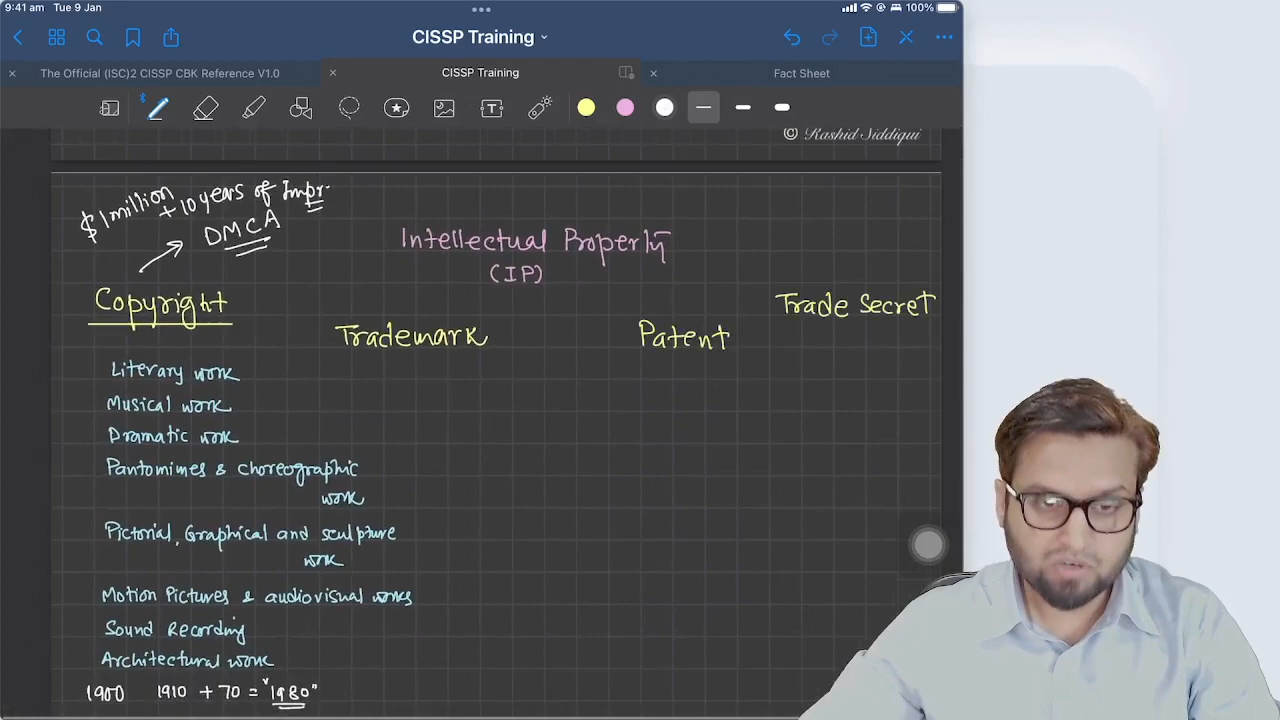 9:41 am Tue 9 Jan
100%
CISSP Training
The Official (ISC)2 CISSP CBK Reference V1.0
CISSP Training
Fact Sheet
© Rashid Siddiqui
$1 million + 10 years of Impr.
DMCA
Intellectual Property
(IP)
Copyright
Trademark
Patent
Trade Secret
Literary work
Musical work
Dramatic work
Pantomimes & choreographic
work
Pictorial, Graphical and sculpture
work
Motion Pictures & audiovisual works
Sound Recording
Architectural work
1900 1910 + 70 = "1980"